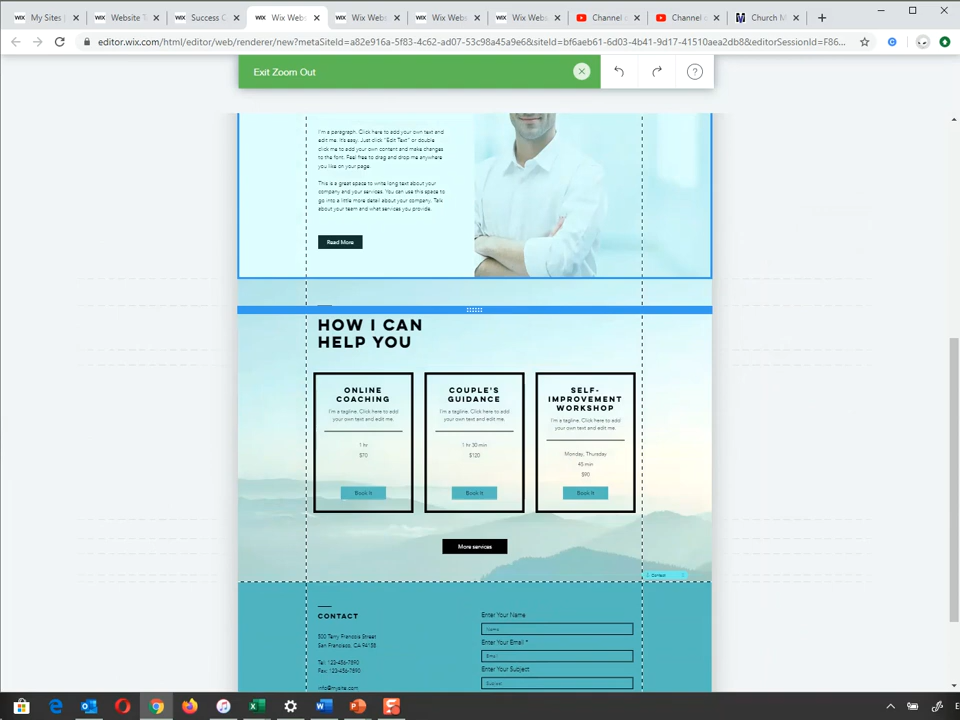 My Sites |
Website T
Success C
Wix Webs
Wix Webs
Wix Webs
Wix Webs
Channel c
Channel c
Church M
editor.wix.com/html/editor/web/renderer/new?metaSiteId=a82e916a-5f83-4c62-ad07-53c98a45a9e6&siteId=bf6aeb61-6d03-4b41-9d17-41510aea2db8&editorSessionId=F86...
Exit Zoom Out
I'm a paragraph. Click here to add your own text and
edit me. It's easy. Just click "Edit Text" or double
click me to add your own content and make changes
to the font. Feel free to drag and drop me anywhere
you like on your page.
This is a great space to write long text about your
company and your services. You can use this space to
go into a little more detail about your company. Talk
about your team and what services you provide.
Read More
HOW I CAN
HELP YOU
ONLINE
COACHING
I'm a tagline. Click here to add
your own text and edit me.
1 hr
$70
Book It
COUPLE'S
GUIDANCE
I'm a tagline. Click here to add
your own text and edit me.
1 hr 30 min
$120
Book It
SELF-
IMPROVEMENT
WORKSHOP
I'm a tagline. Click here to add
your own text and edit me.
Monday, Thursday
45 min
$90
Book It
More services
Contact
CONTACT
500 Terry Francois Street
San Francisco, CA 94158
Tel: 123-456-7890
Fax: 123-456-7890
info@mysite.com
Enter Your Name
Name
Enter Your Email *
Email
Enter Your Subject
Subject